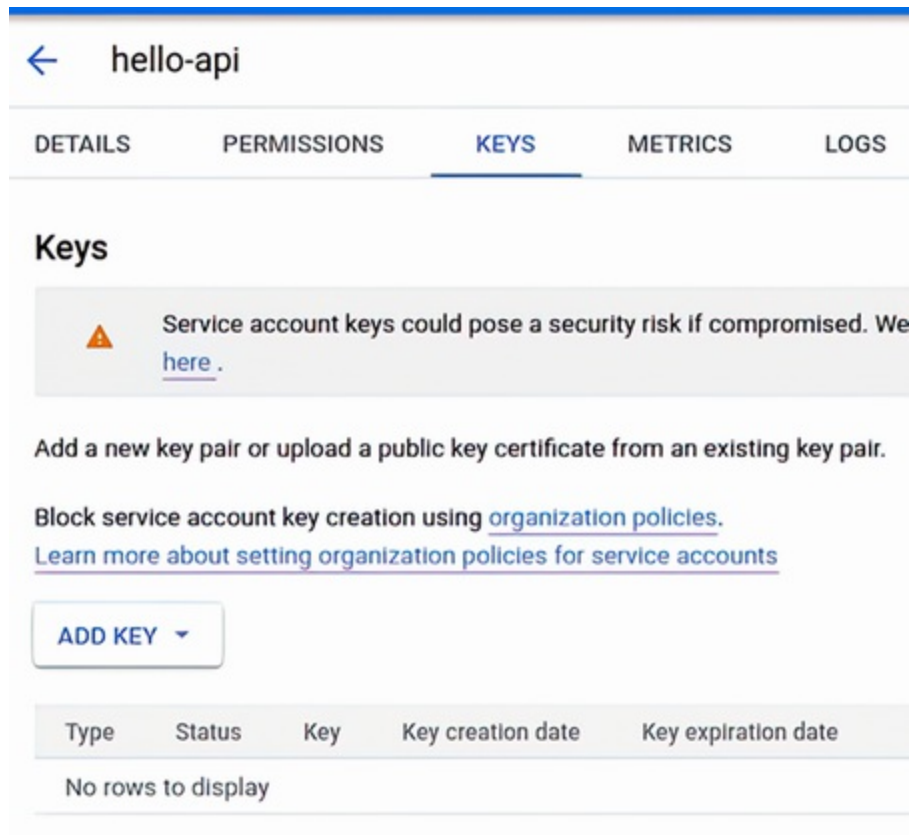 hello-api
DETAILS PERMISSIONS KEYS METRICS LOGS
Keys
Service account keys could pose a security risk if compromised. We
here .
Add a new key pair or upload a public key certificate from an existing key pair.
Block service account key creation using organization policies.
Learn more about setting organization policies for service accounts
ADD KEY
Type Status Key Key creation date Key expiration date
No rows to display